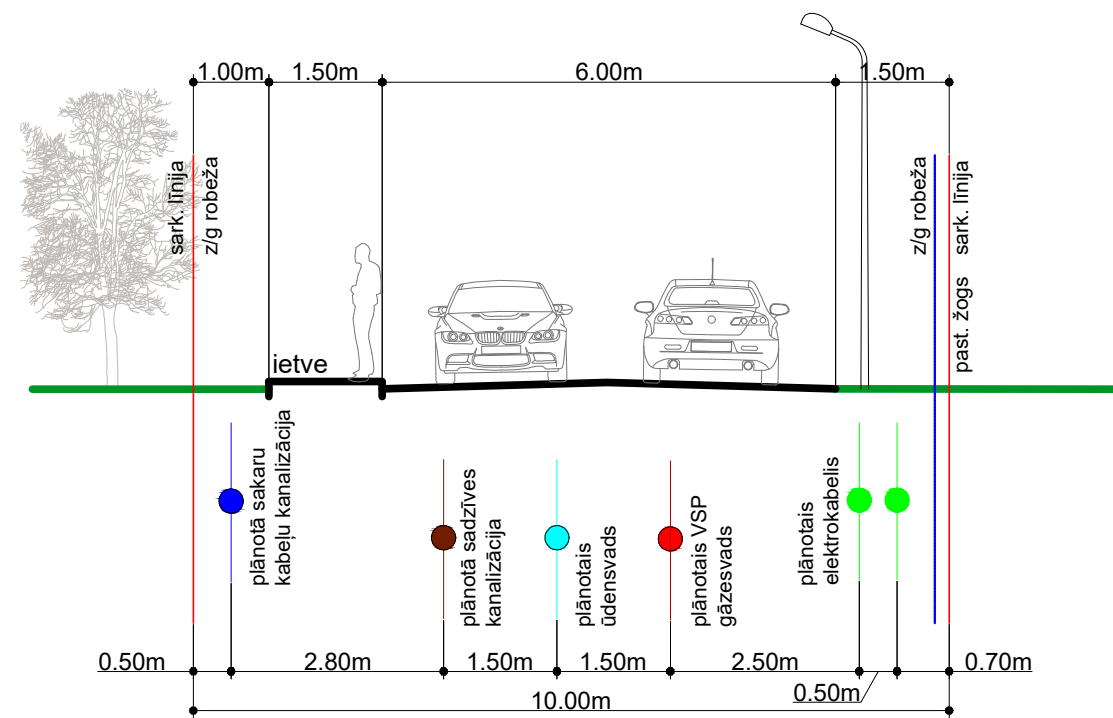 1.00m
1.50m
6.00m
1.50m
sark. līnija
z/g robeža
z/g robeža
past. žogs sark. līnija
ietve
plānotā sakaru
kabeļu kanalizācija
plānotā sadzīves
kanalizācija
plānotais
ūdensvads
plānotais VSP
gāzesvads
plānotais
elektrokabelis
0.50m
2.80m
1.50m
1.50m
2.50m
0.50m
0.70m
10.00m